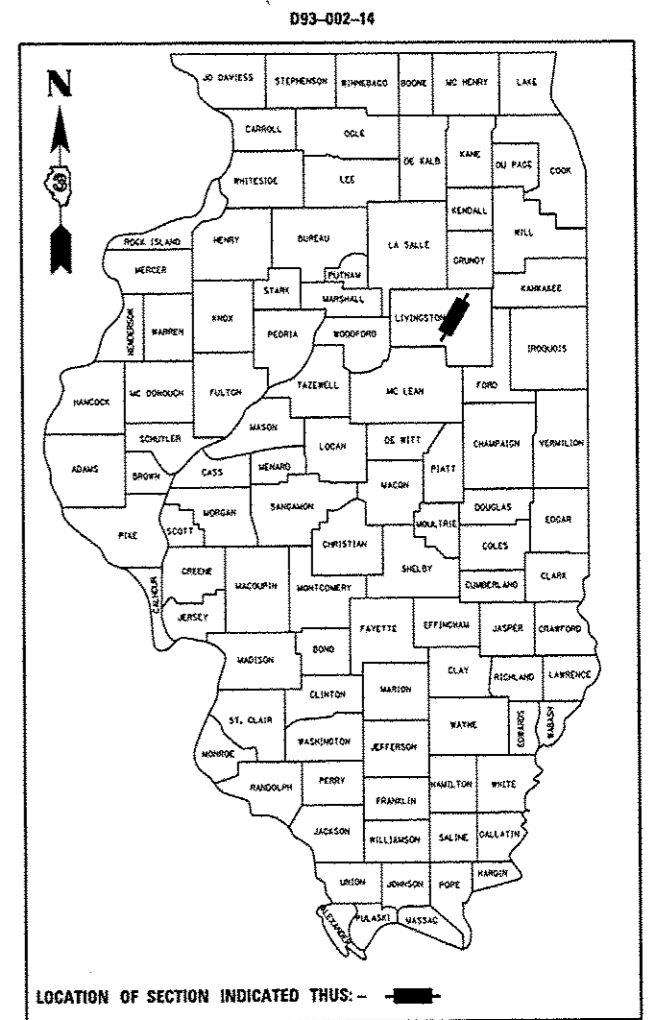 D93-002-14
N
JO DAVIESS STEPHENSON WINNEBAGO BOONE MC HENRY LAKE
CARROLL OGLE DE KALB KANE DU PAGE COOK
WHITESIDE LEE
KENDALL WILL
ROCK ISLAND HENRY BUREAU LA SALLE GRUNDY
MERCER PUTNAM KANKAKEE
STARK MARSHALL LIVINGSTON
HENDERSON WARREN KNOX PEORIA WOODFORD IROQUOIS
HANCOCK MC DONOUGH FULTON TAZEWELL MC LEAN FORD
MASON
SCHUYLER LOGAN DE WITT CHAMPAIGN VERMILION
ADAMS BROWN CASS MENARD PIATT
MACON
PIKE SCOTT MORGAN SANGAMON MOULTRIE DOUGLAS EDGAR
CHRISTIAN COLES
SHELBY
GREENE MACOUPIN MONTGOMERY CUMBERLAND CLARK
CALHOUN JERSEY
FAYETTE EFFINGHAM JASPER CRAWFORD
MADISON BOND
CLAY RICHLAND LAWRENCE
CLINTON MARION
ST. CLAIR WAYNE EDWARDS WABASH
WASHINGTON JEFFERSON
MONROE
RANDOLPH PERRY HAMILTON WHITE
FRANKLIN
JACKSON WILLIAMSON SALINE GALLATIN
UNION JOHNSON POPE HARDIN
ALEXANDER PULASKI MASSAC
LOCATION OF SECTION INDICATED THUS: -